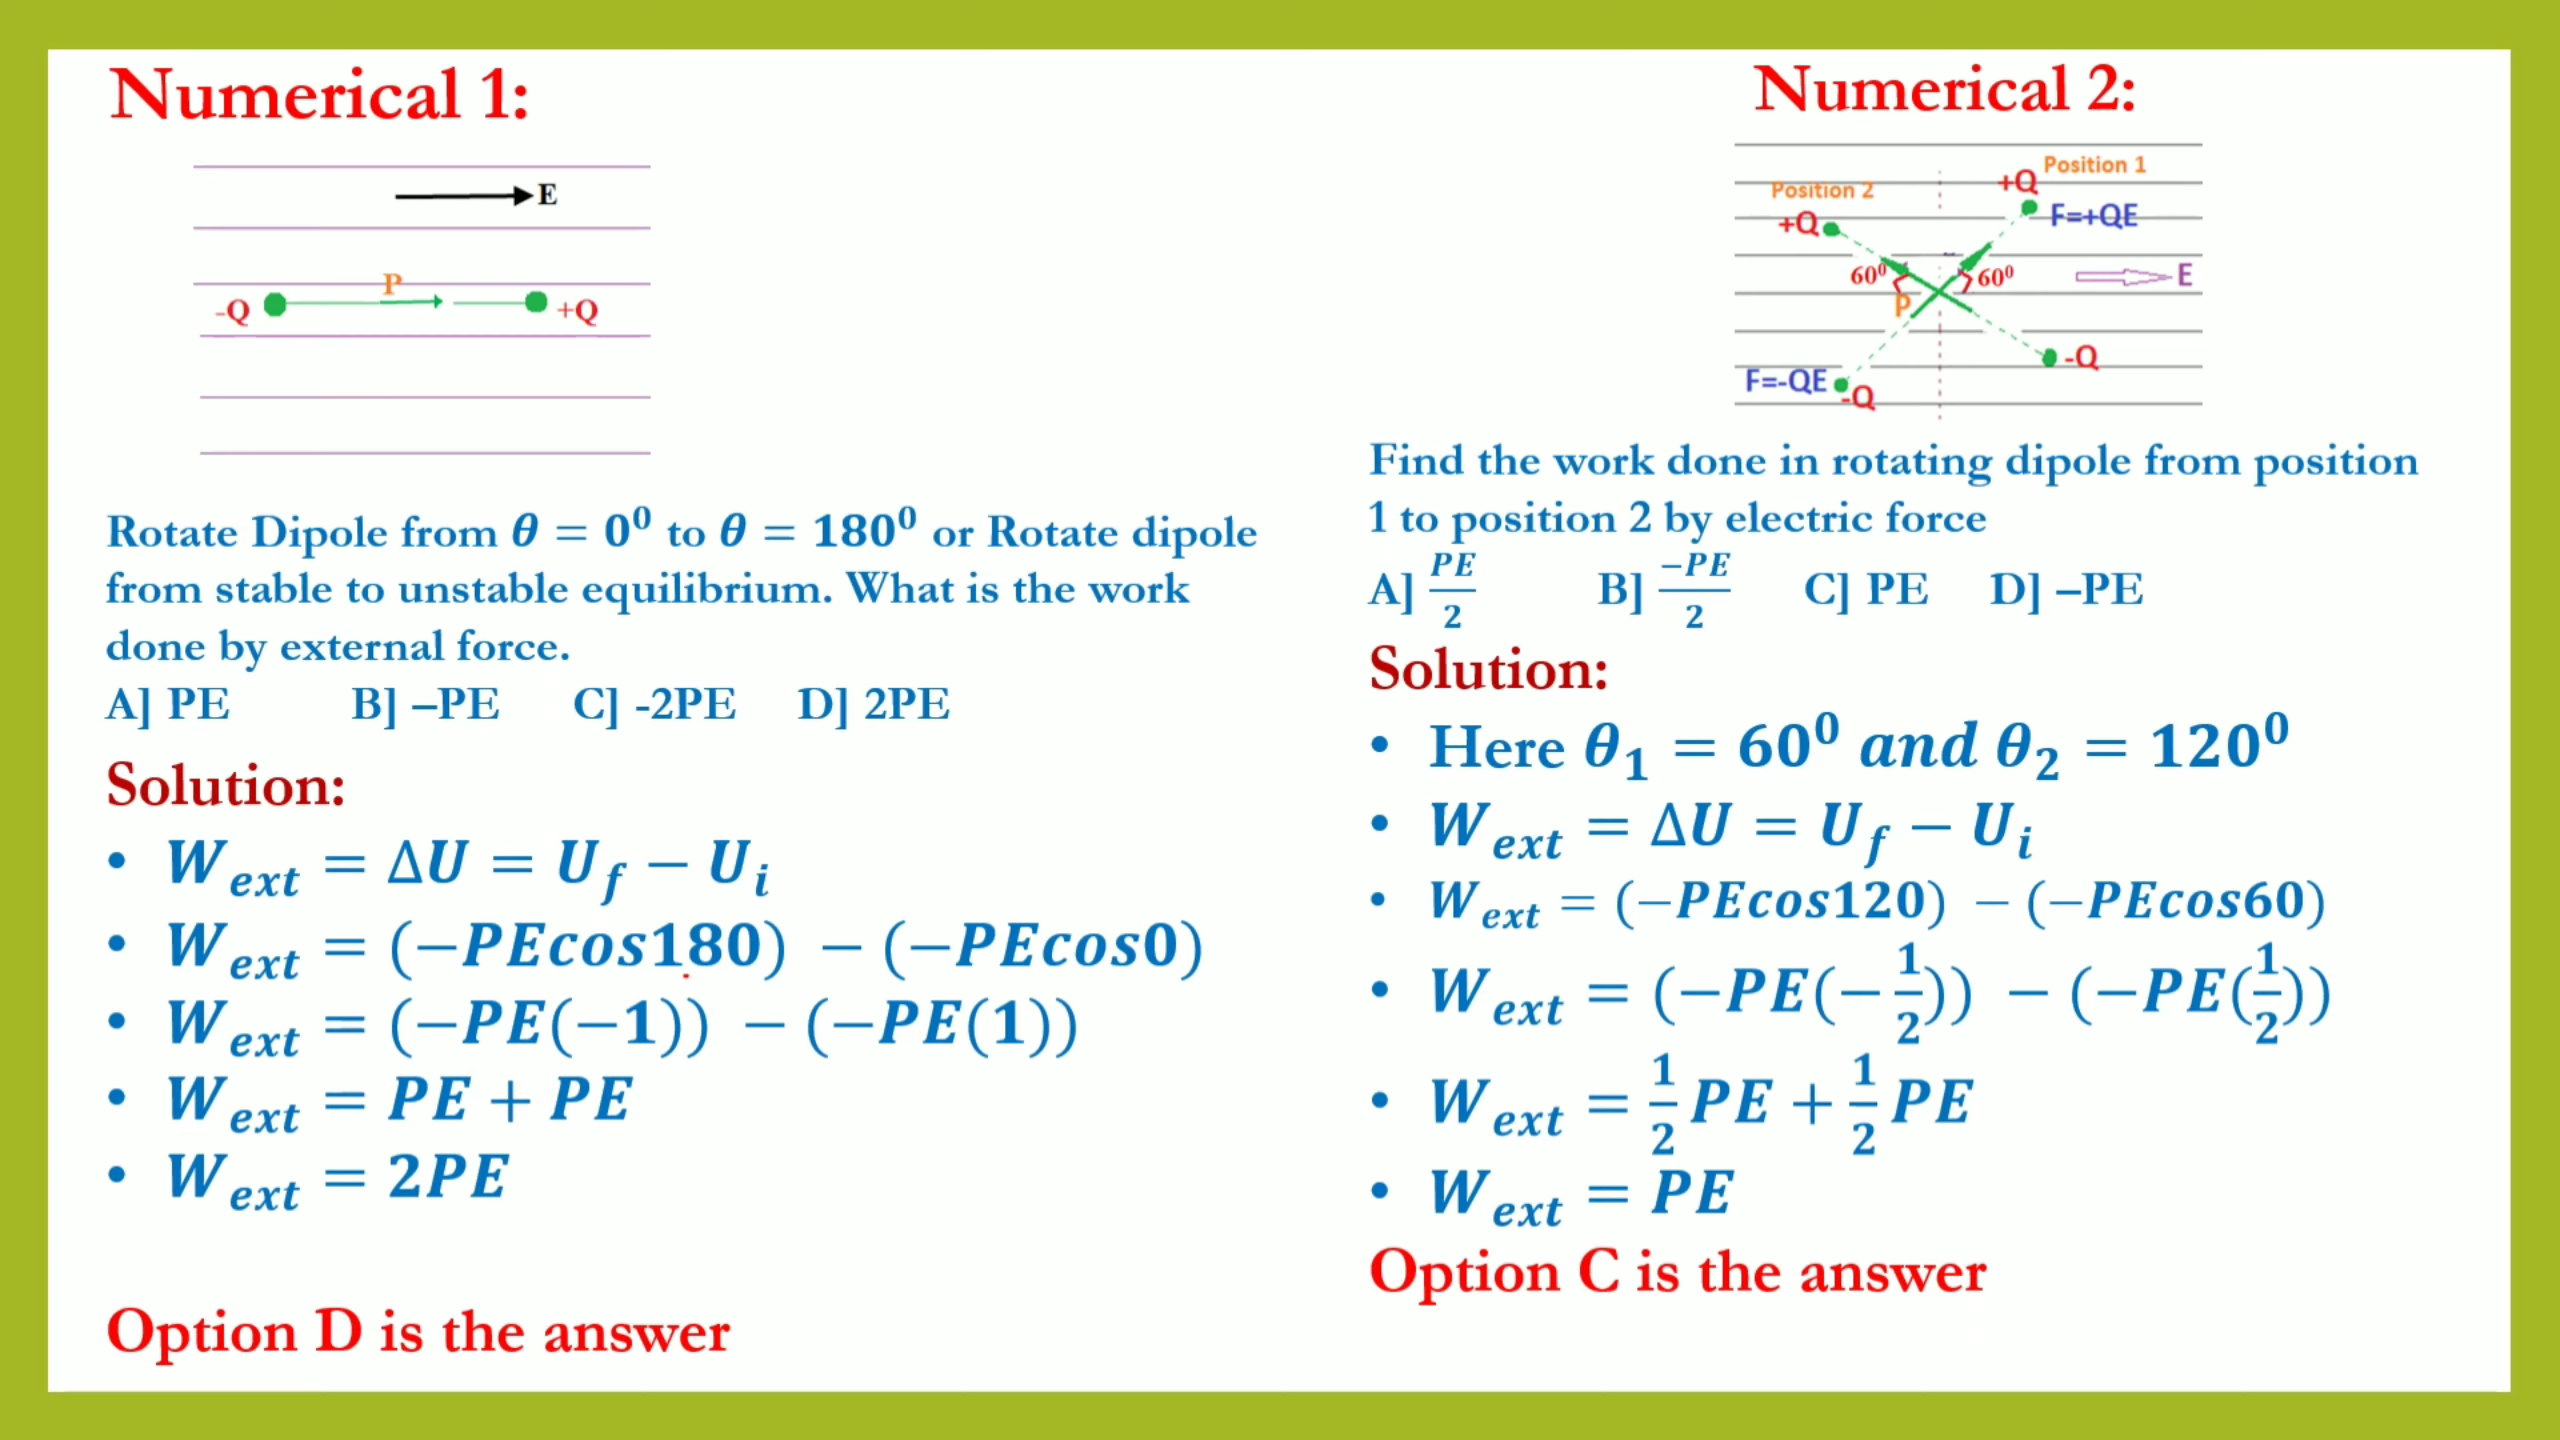 Numerical 1:
E
P
-Q
+Q
Rotate Dipole from θ = 0⁰ to θ = 180⁰ or Rotate dipole
from stable to unstable equilibrium. What is the work
done by external force.
A] PE B] –PE C] -2PE D] 2PE
Solution:
• W_ext = ΔU = U_f − U_i
• W_ext = (−PEcos180) − (−PEcos0)
• W_ext = (−PE(−1)) − (−PE(1))
• W_ext = PE + PE
• W_ext = 2PE
Option D is the answer
Numerical 2:
Position 1
Position 2
+Q
+Q
F=+QE
60⁰
60⁰
E
P
-Q
F=-QE
-Q
Find the work done in rotating dipole from position
1 to position 2 by electric force
A] PE/2 B] −PE/2 C] PE D] –PE
Solution:
• Here θ₁ = 60⁰ and θ₂ = 120⁰
• W_ext = ΔU = U_f − U_i
• W_ext = (−PEcos120) − (−PEcos60)
• W_ext = (−PE(−1/2)) − (−PE(1/2))
• W_ext = 1/2 PE + 1/2 PE
• W_ext = PE
Option C is the answer